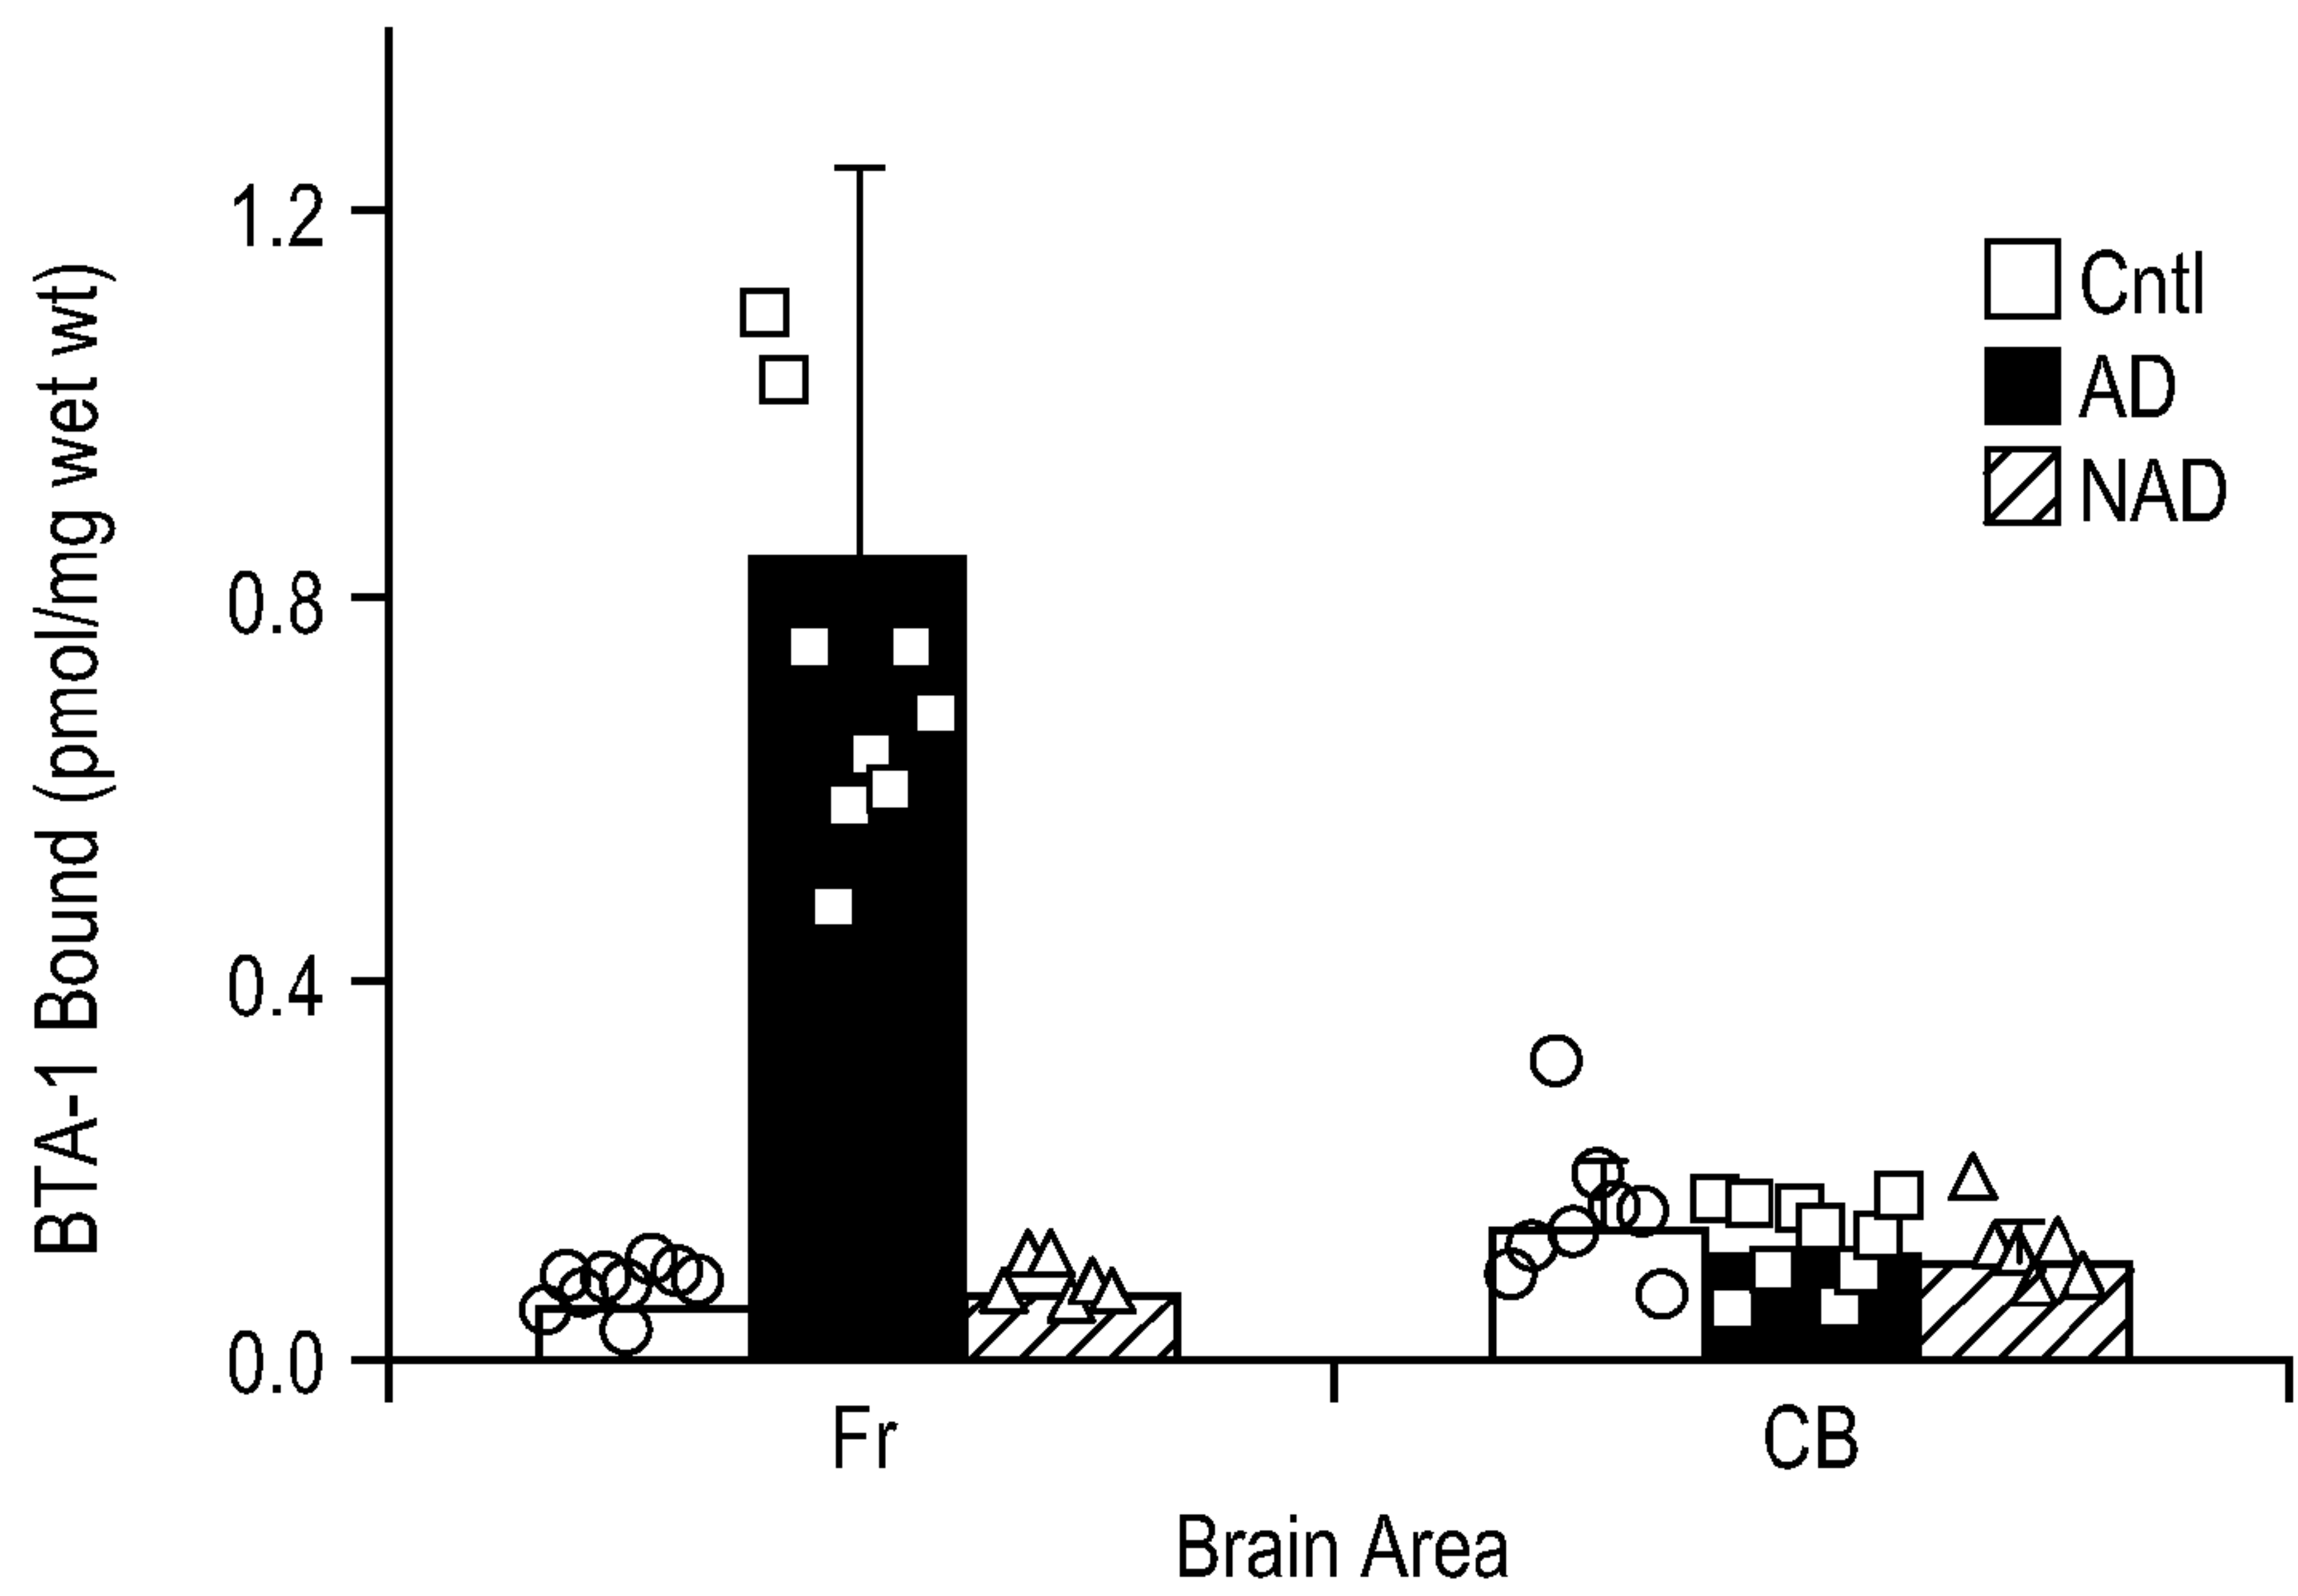 BTA-1 Bound (pmol/mg wet wt)
1.2
0.8
0.4
0.0
Cntl
AD
NAD
Fr
CB
Brain Area